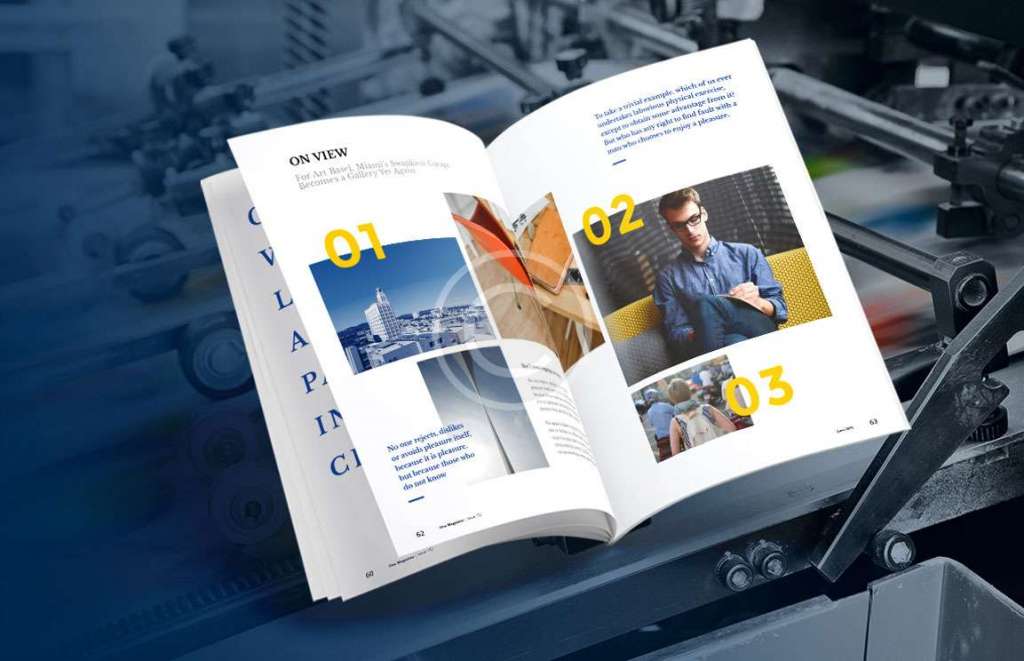 ON VIEW
For Art Basel, Miami's Swankiest Garage
Becomes a Gallery Yet Again
01
No one rejects, dislikes
or avoids pleasure itself,
because it is pleasure,
but because those who
do not know
62
60
To take a trivial example, which of us ever
undertakes laborious physical exercise,
except to obtain some advantage from it?
But who has any right to find fault with a
man who chooses to enjoy a pleasure,
02
03
63